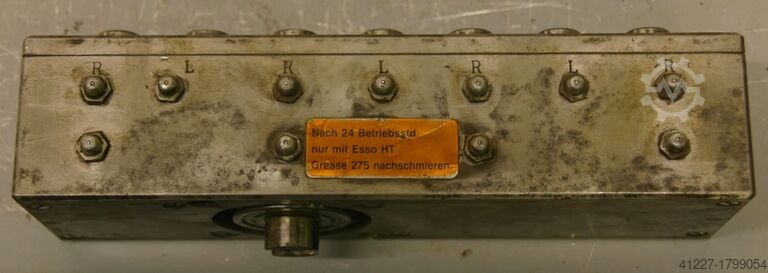 R L R L R L R
Nach 24 Betriebsstd.
nur mit Esso HT
Grease 275 nachschmieren.
41227-1799054